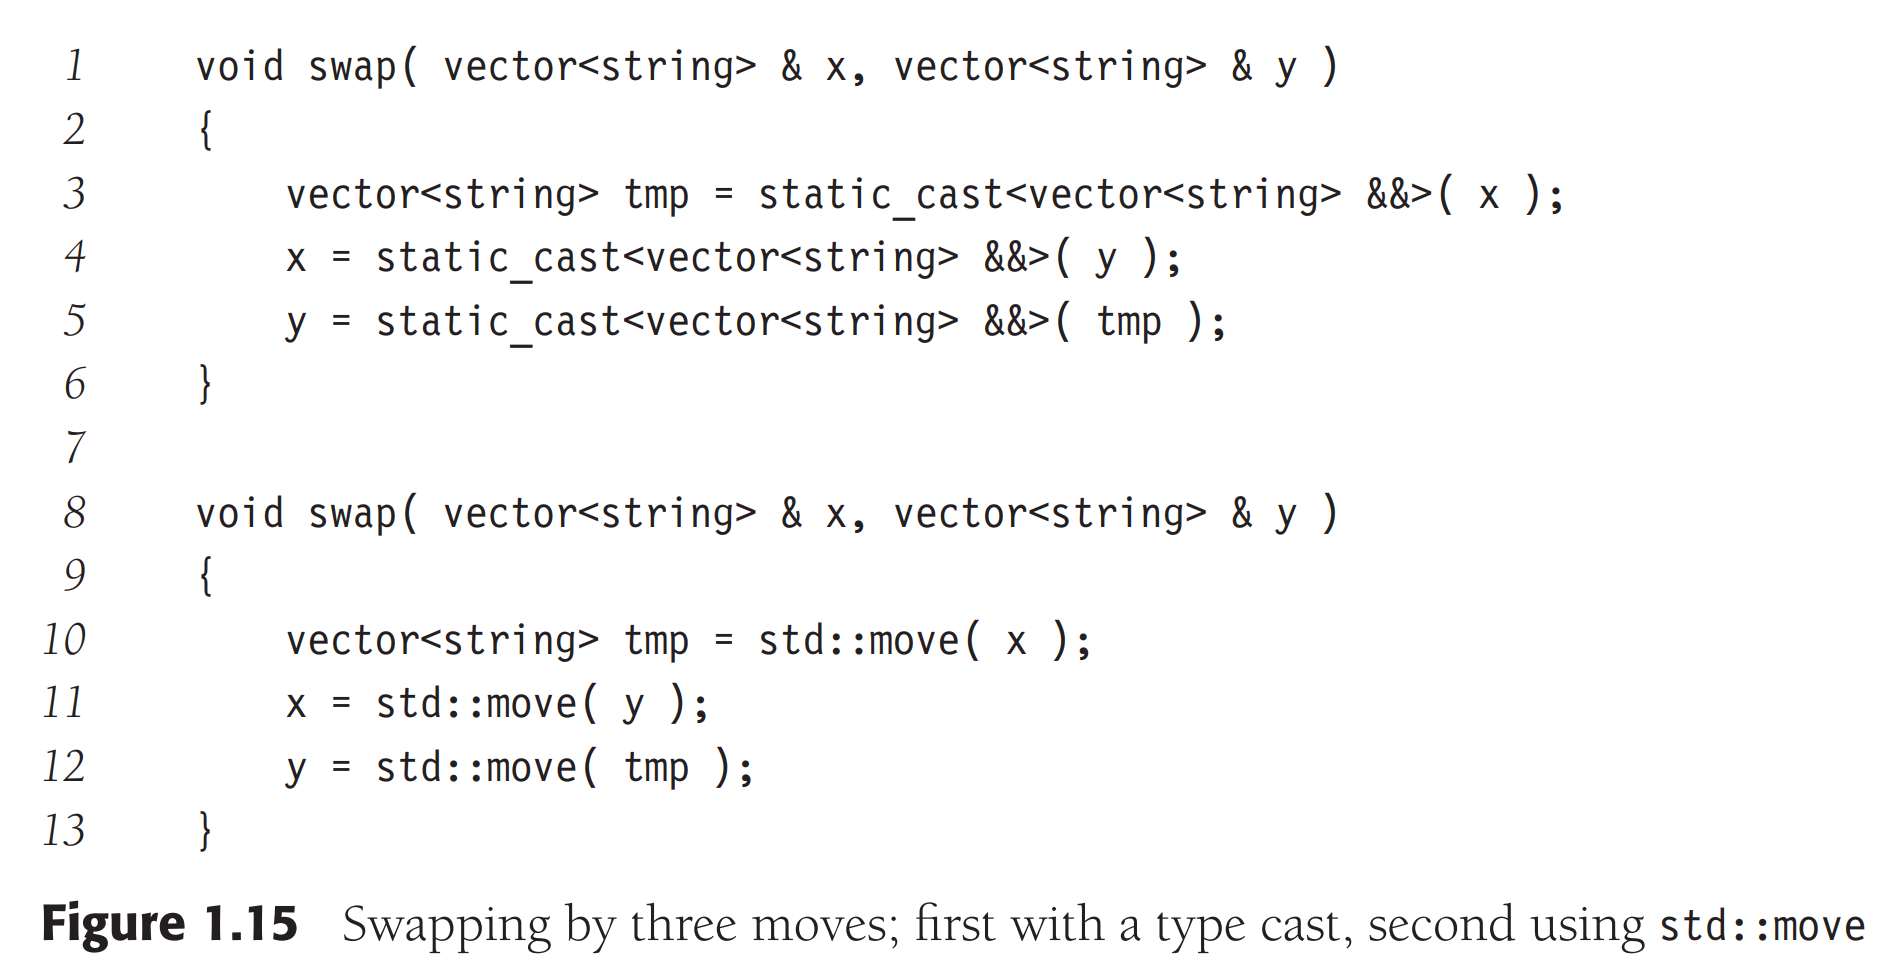 1 void swap( vector<string> & x, vector<string> & y )
2 {
3 vector<string> tmp = static_cast<vector<string> &&>( x );
4 x = static_cast<vector<string> &&>( y );
5 y = static_cast<vector<string> &&>( tmp );
6 }
7
8 void swap( vector<string> & x, vector<string> & y )
9 {
10 vector<string> tmp = std::move( x );
11 x = std::move( y );
12 y = std::move( tmp );
13 }
Figure 1.15 Swapping by three moves; first with a type cast, second using std::move